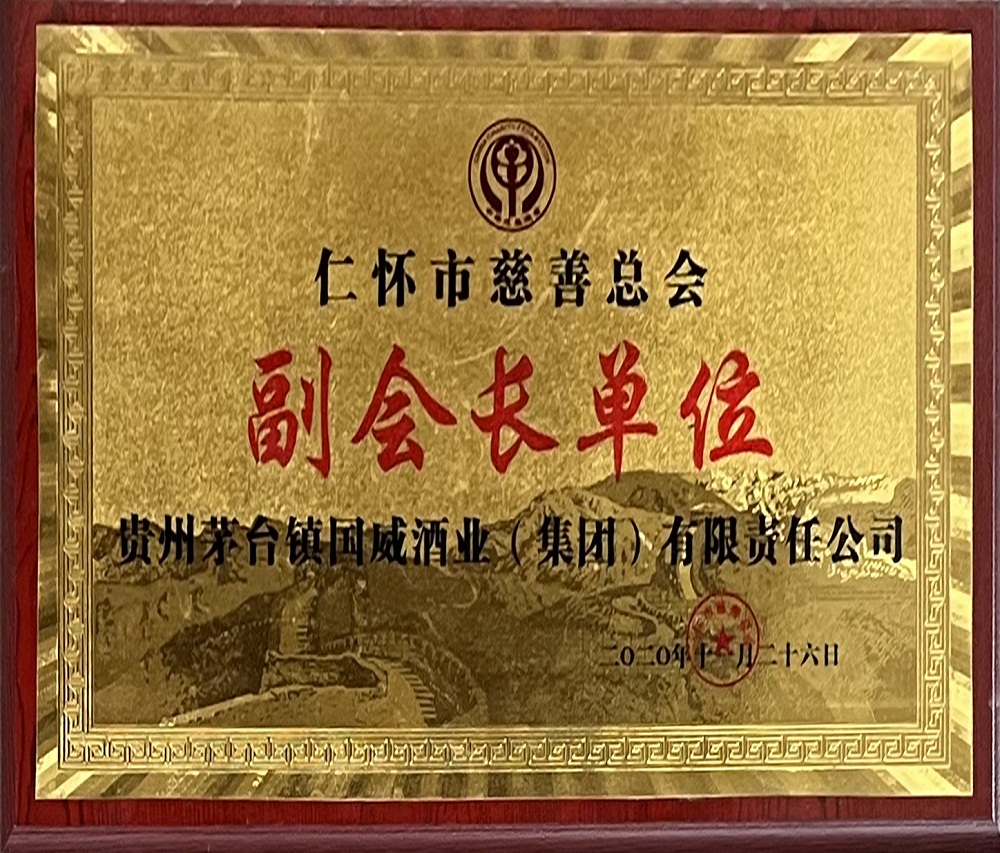 仁怀市慈善总会
副会长单位
贵州茅台镇国威酒业（集团）有限责任公司
二〇二〇年十一月二十六日